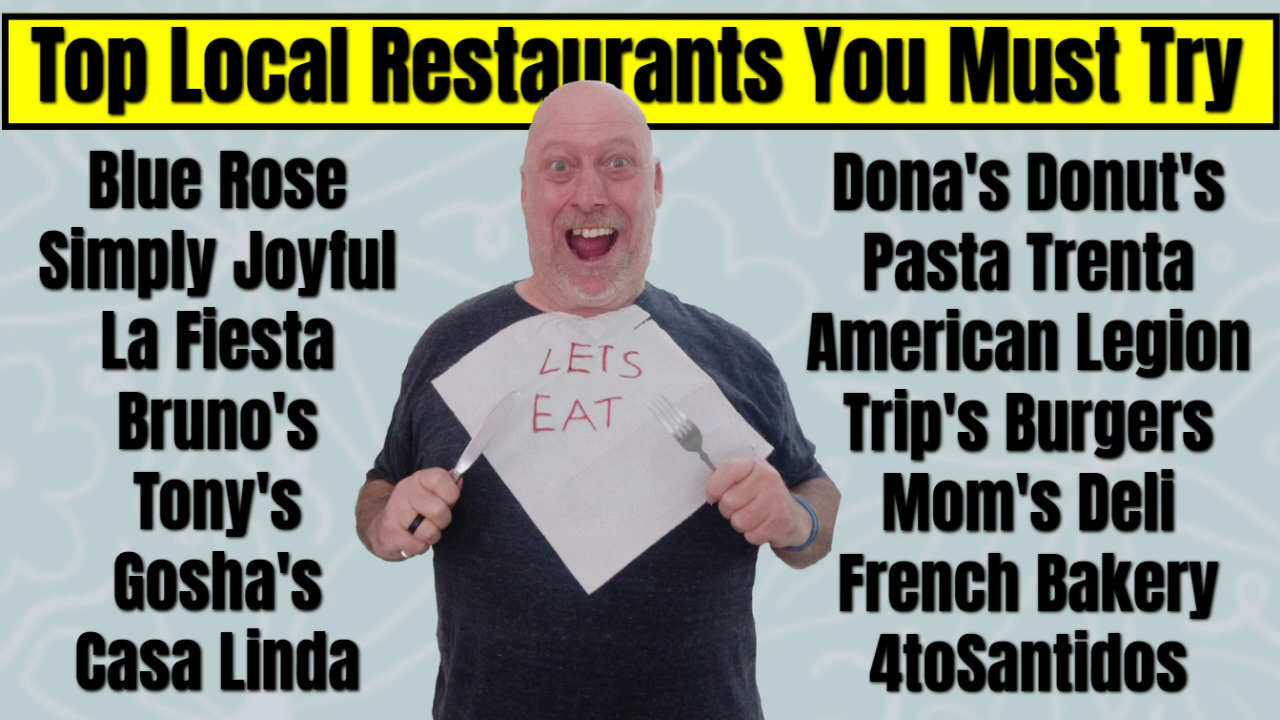 Top Local Restaurants You Must Try
Blue Rose
Simply Joyful
La Fiesta
Bruno's
Tony's
Gosha's
Casa Linda
LETS
EAT
Dona's Donut's
Pasta Trenta
American Legion
Trip's Burgers
Mom's Deli
French Bakery
4toSantidos